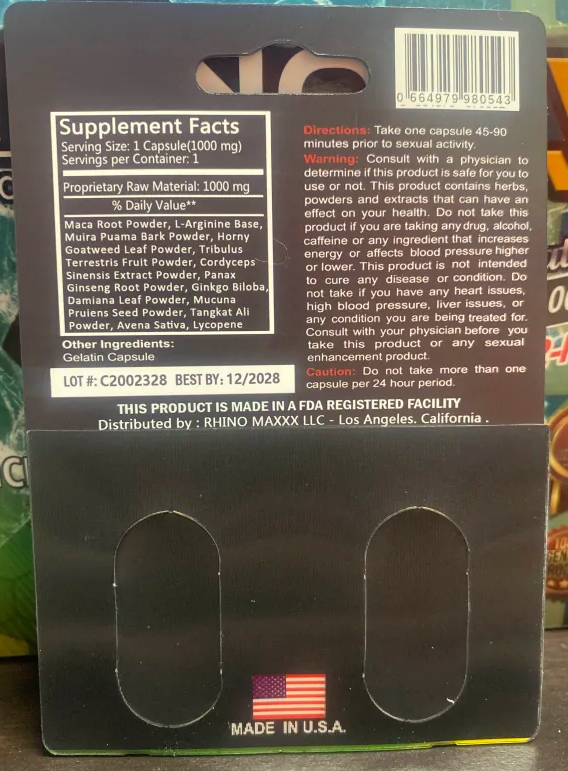 0 664979 980543
Supplement Facts
Serving Size: 1 Capsule(1000 mg)
Servings per Container: 1
Proprietary Raw Material: 1000 mg
% Daily Value**
Maca Root Powder, L-Arginine Base,
Muira Puama Bark Powder, Horny
Goatweed Leaf Powder, Tribulus
Terrestris Fruit Powder, Cordyceps
Sinensis Extract Powder, Panax
Ginseng Root Powder, Ginkgo Biloba,
Damiana Leaf Powder, Mucuna
Pruiens Seed Powder, Tangkat Ali
Powder, Avena Sativa, Lycopene
Other Ingredients:
Gelatin Capsule
LOT #: C2002328 BEST BY: 12/2028
Directions: Take one capsule 45-90
minutes prior to sexual activity.
Warning: Consult with a physician to
determine if this product is safe for you to
use or not. This product contains herbs,
powders and extracts that can have an
effect on your health. Do not take this
product if you are taking any drug, alcohol,
caffeine or any ingredient that increases
energy or affects blood pressure higher
or lower. This product is not intended
to cure any disease or condition. Do
not take if you have any heart issues,
high blood pressure, liver issues, or
any condition you are being treated for.
Consult with your physician before you
take this product or any sexual
enhancement product.
Caution: Do not take more than one
capsule per 24 hour period.
THIS PRODUCT IS MADE IN A FDA REGISTERED FACILITY
Distributed by : RHINO MAXXX LLC - Los Angeles. California .
MADE IN U.S.A.